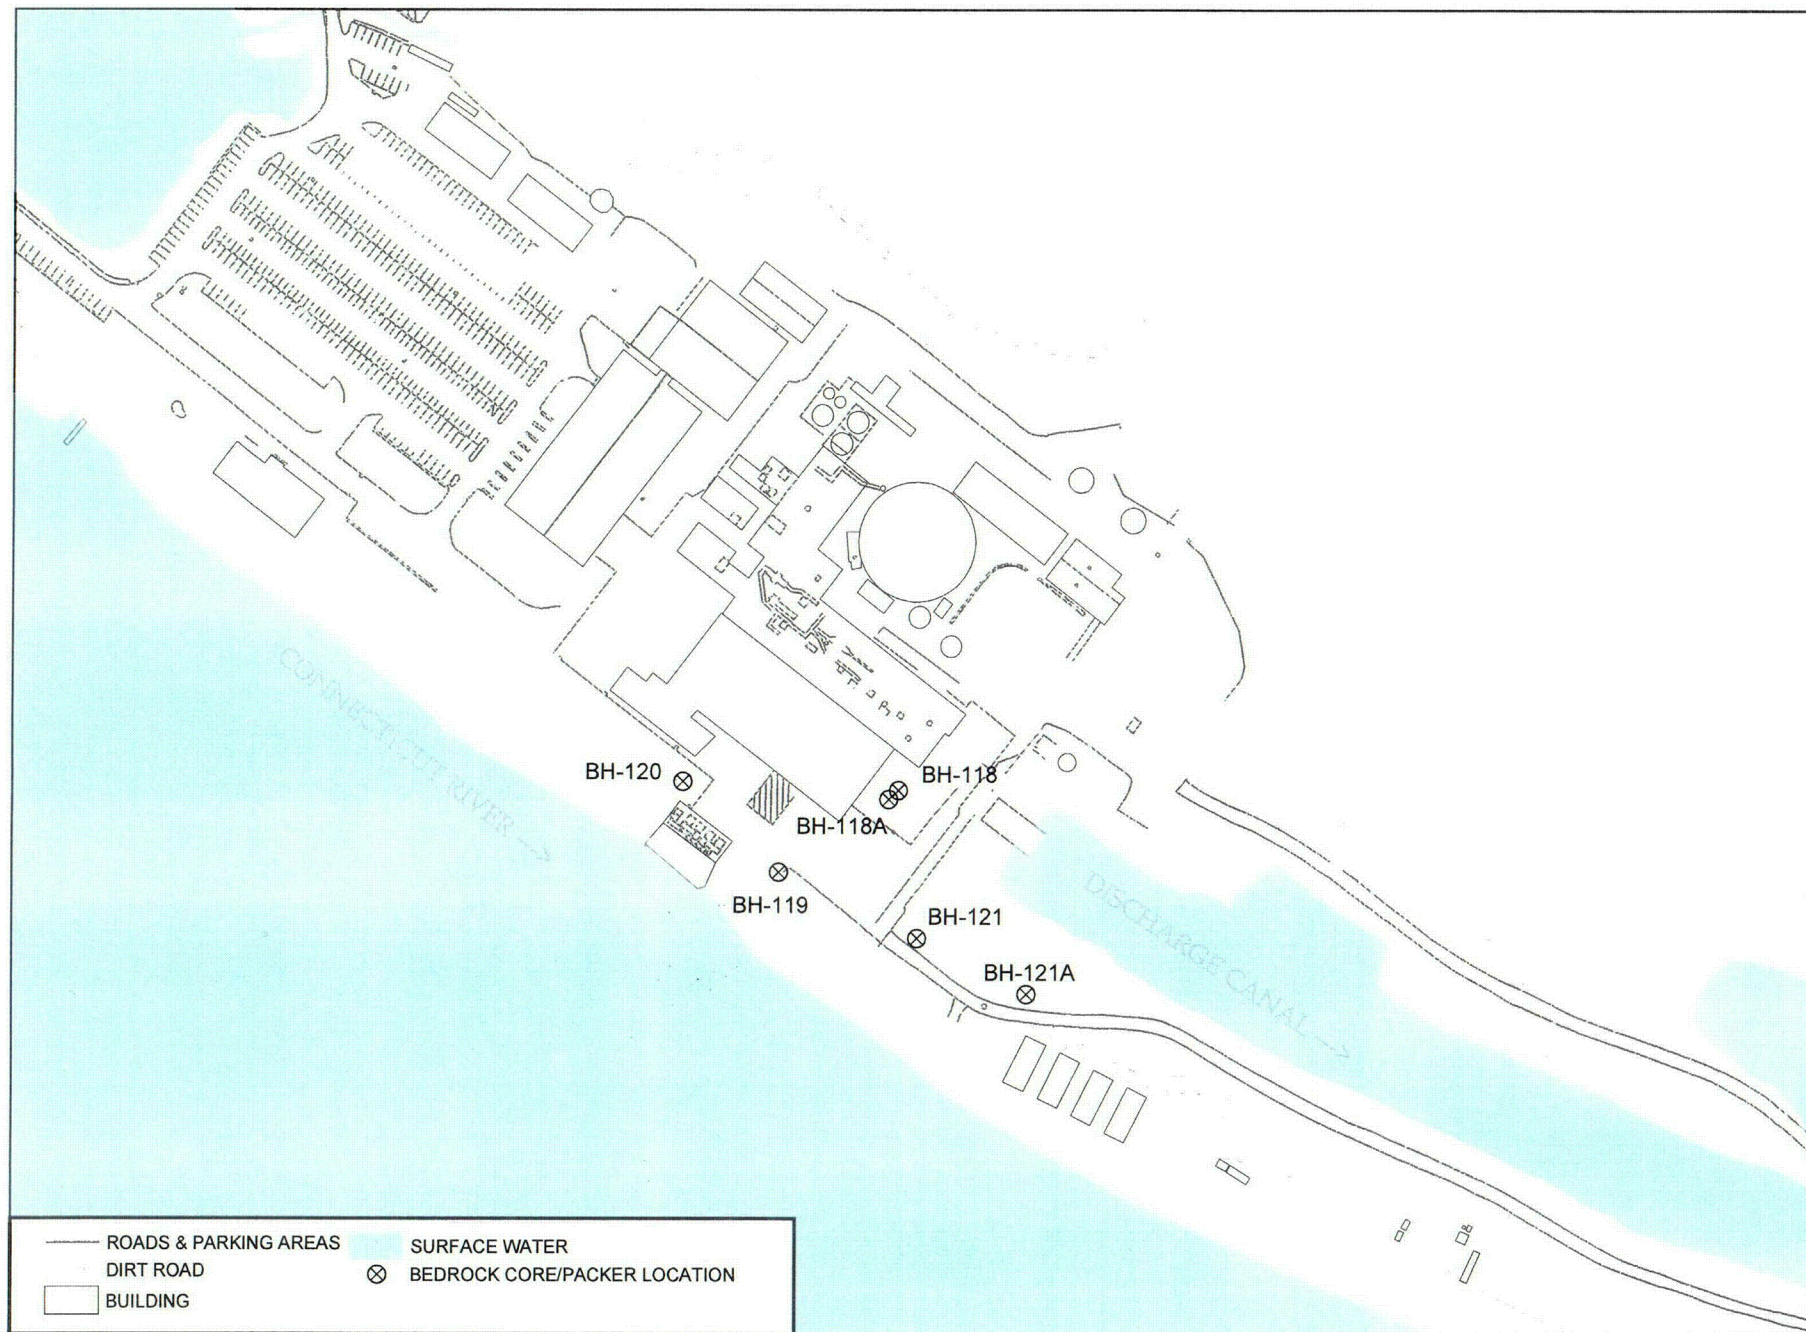 CONNECTICUT RIVER --->
BH-120
BH-118
BH-118A
BH-119
BH-121
BH-121A
DISCHARGE CANAL --->
ROADS & PARKING AREAS
DIRT ROAD
BUILDING
SURFACE WATER
BEDROCK CORE/PACKER LOCATION